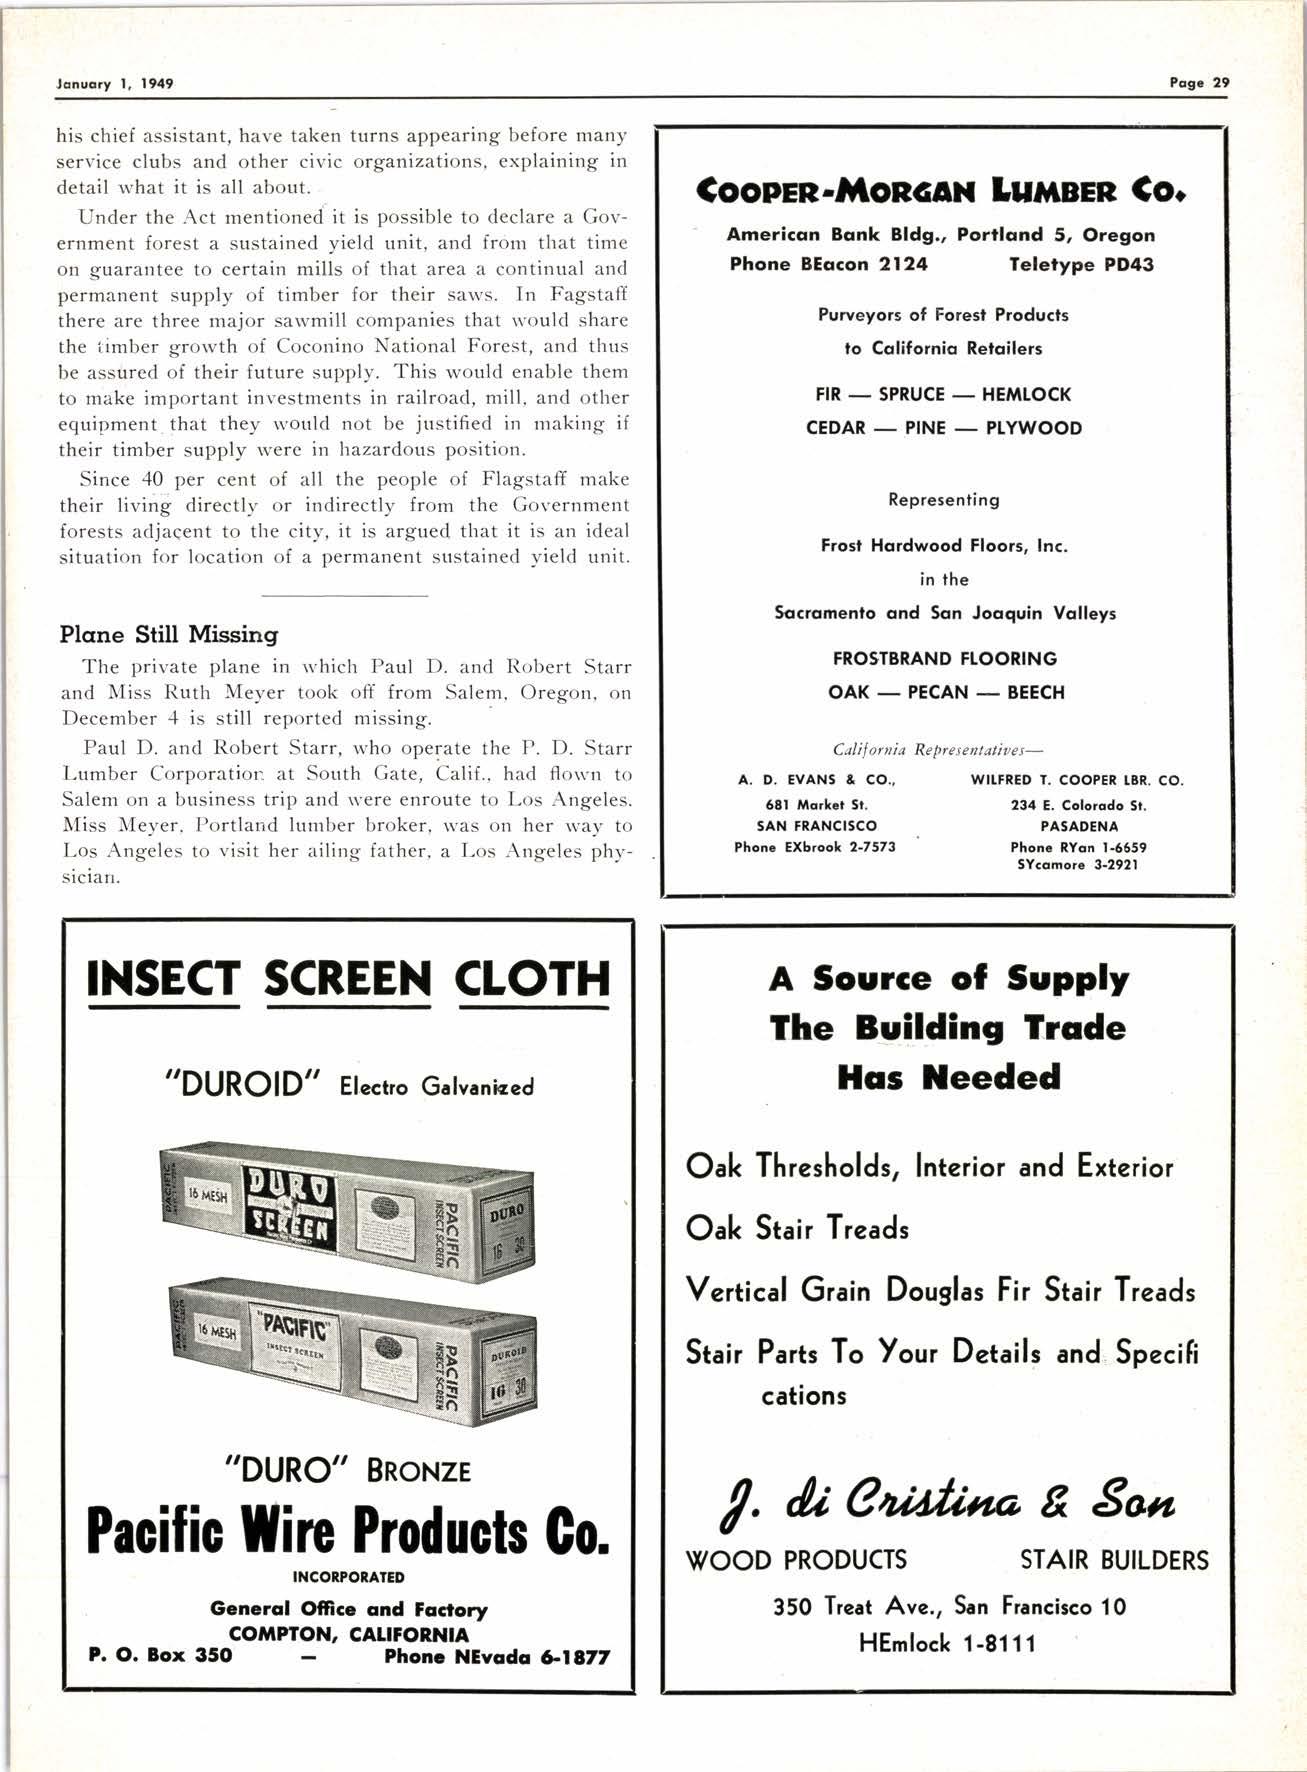 January 1, 1949
Page 29
his chief assistant, have taken turns appearing before many
service clubs and other civic organizations, explaining in
detail what it is all about.
Under the Act mentioned it is possible to declare a Gov-
ernment forest a sustained yield unit, and from that time
on guarantee to certain mills of that area a continual and
permanent supply of timber for their saws. In Fagstaff
there are three major sawmill companies that would share
the timber growth of Coconino National Forest, and thus
be assured of their future supply. This would enable them
to make important investments in railroad, mill, and other
equipment that they would not be justified in making if
their timber supply were in hazardous position.
Since 40 per cent of all the people of Flagstaff make
their living directly or indirectly from the Government
forests adjacent to the city, it is argued that it is an ideal
situation for location of a permanent sustained yield unit.
Plane Still Missing
The private plane in which Paul D. and Robert Starr
and Miss Ruth Meyer took off from Salem, Oregon, on
December 4 is still reported missing.
Paul D. and Robert Starr, who operate the P. D. Starr
Lumber Corporation at South Gate, Calif., had flown to
Salem on a business trip and were enroute to Los Angeles.
Miss Meyer, Portland lumber broker, was on her way to
Los Angeles to visit her ailing father, a Los Angeles phy-
sician.
COOPER-MORGAN LUMBER CO.
American Bank Bldg., Portland 5, Oregon
Phone BEacon 2124 Teletype PD43
Purveyors of Forest Products
to California Retailers
FIR — SPRUCE — HEMLOCK
CEDAR — PINE — PLYWOOD
Representing
Frost Hardwood Floors, Inc.
in the
Sacramento and San Joaquin Valleys
FROSTBRAND FLOORING
OAK — PECAN — BEECH
California Representatives—
A. D. EVANS & CO.,
681 Market St.
SAN FRANCISCO
Phone EXbrook 2-7573
WILFRED T. COOPER LBR. CO.
234 E. Colorado St.
PASADENA
Phone RYan 1-6659
SYcamore 3-2921
INSECT SCREEN CLOTH
"DUROID" Electro Galvanized
PACIFIC
16 MESH
DURO
SCREEN
PACIFIC
INSECT SCREEN
DURO
16 30
PACIFIC
16 MESH
"PACIFIC"
INSECT SCREEN
PACIFIC
INSECT SCREEN
DUROID
16 30
"DURO" BRONZE
Pacific Wire Products Co.
INCORPORATED
General Office and Factory
COMPTON, CALIFORNIA
P. O. Box 350 — Phone NEvada 6-1877
A Source of Supply
The Building Trade
Has Needed
Oak Thresholds, Interior and Exterior
Oak Stair Treads
Vertical Grain Douglas Fir Stair Treads
Stair Parts To Your Details and Specifi
cations
J. di Cristina & Son
WOOD PRODUCTS STAIR BUILDERS
350 Treat Ave., San Francisco 10
HEmlock 1-8111